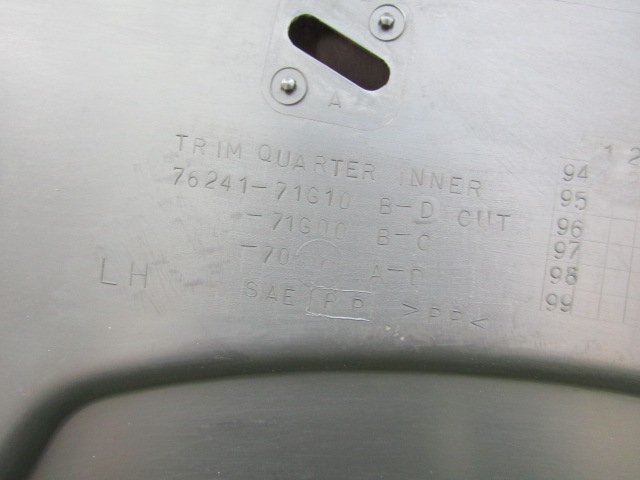 A
TRIM QUARTER INNER
76241-71G10 B-D CUT
-71G00 B-C
A-D
LH
SAE PP >PP<
1 2
94
95
96
97
98
99